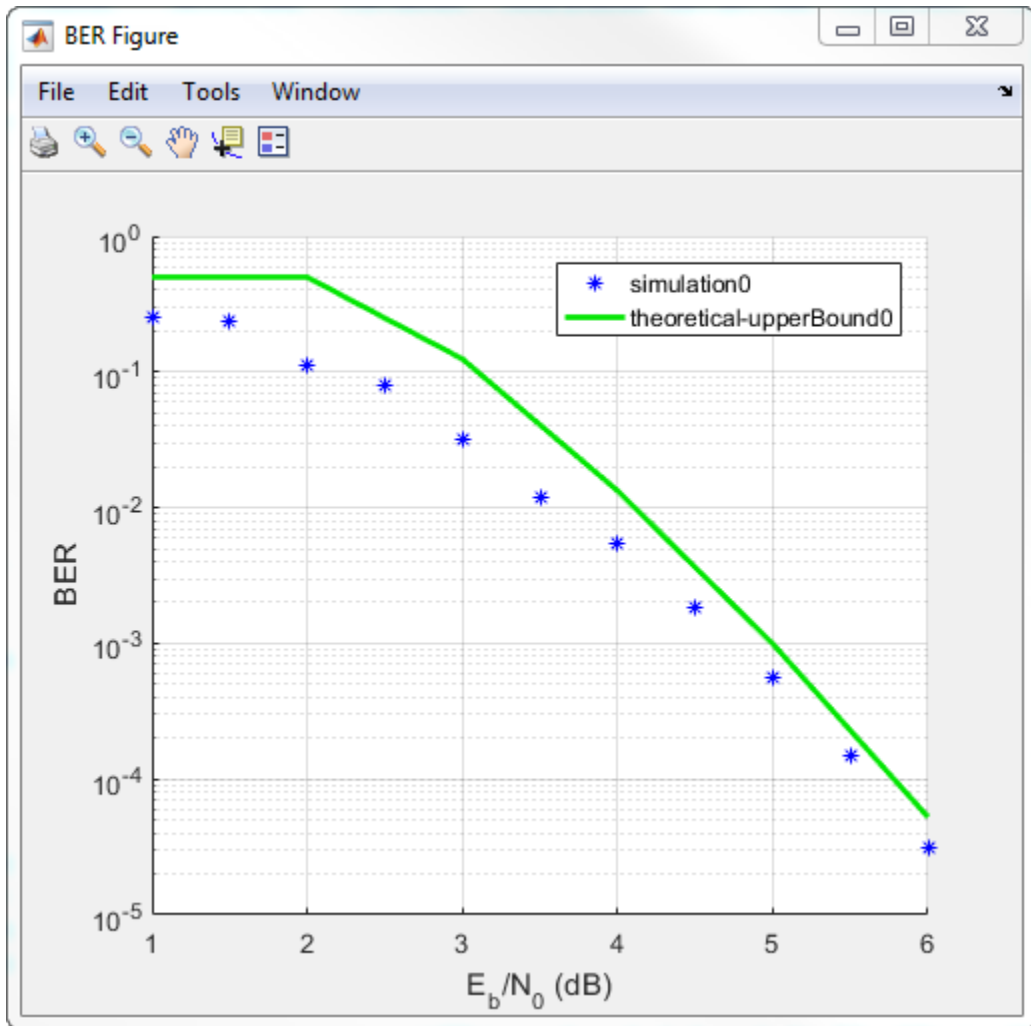 BER Figure
File Edit Tools Window
10^0
10^-1
10^-2
10^-3
10^-4
10^-5
BER
simulation0
theoretical-upperBound0
1 2 3 4 5 6
E_b/N_0 (dB)